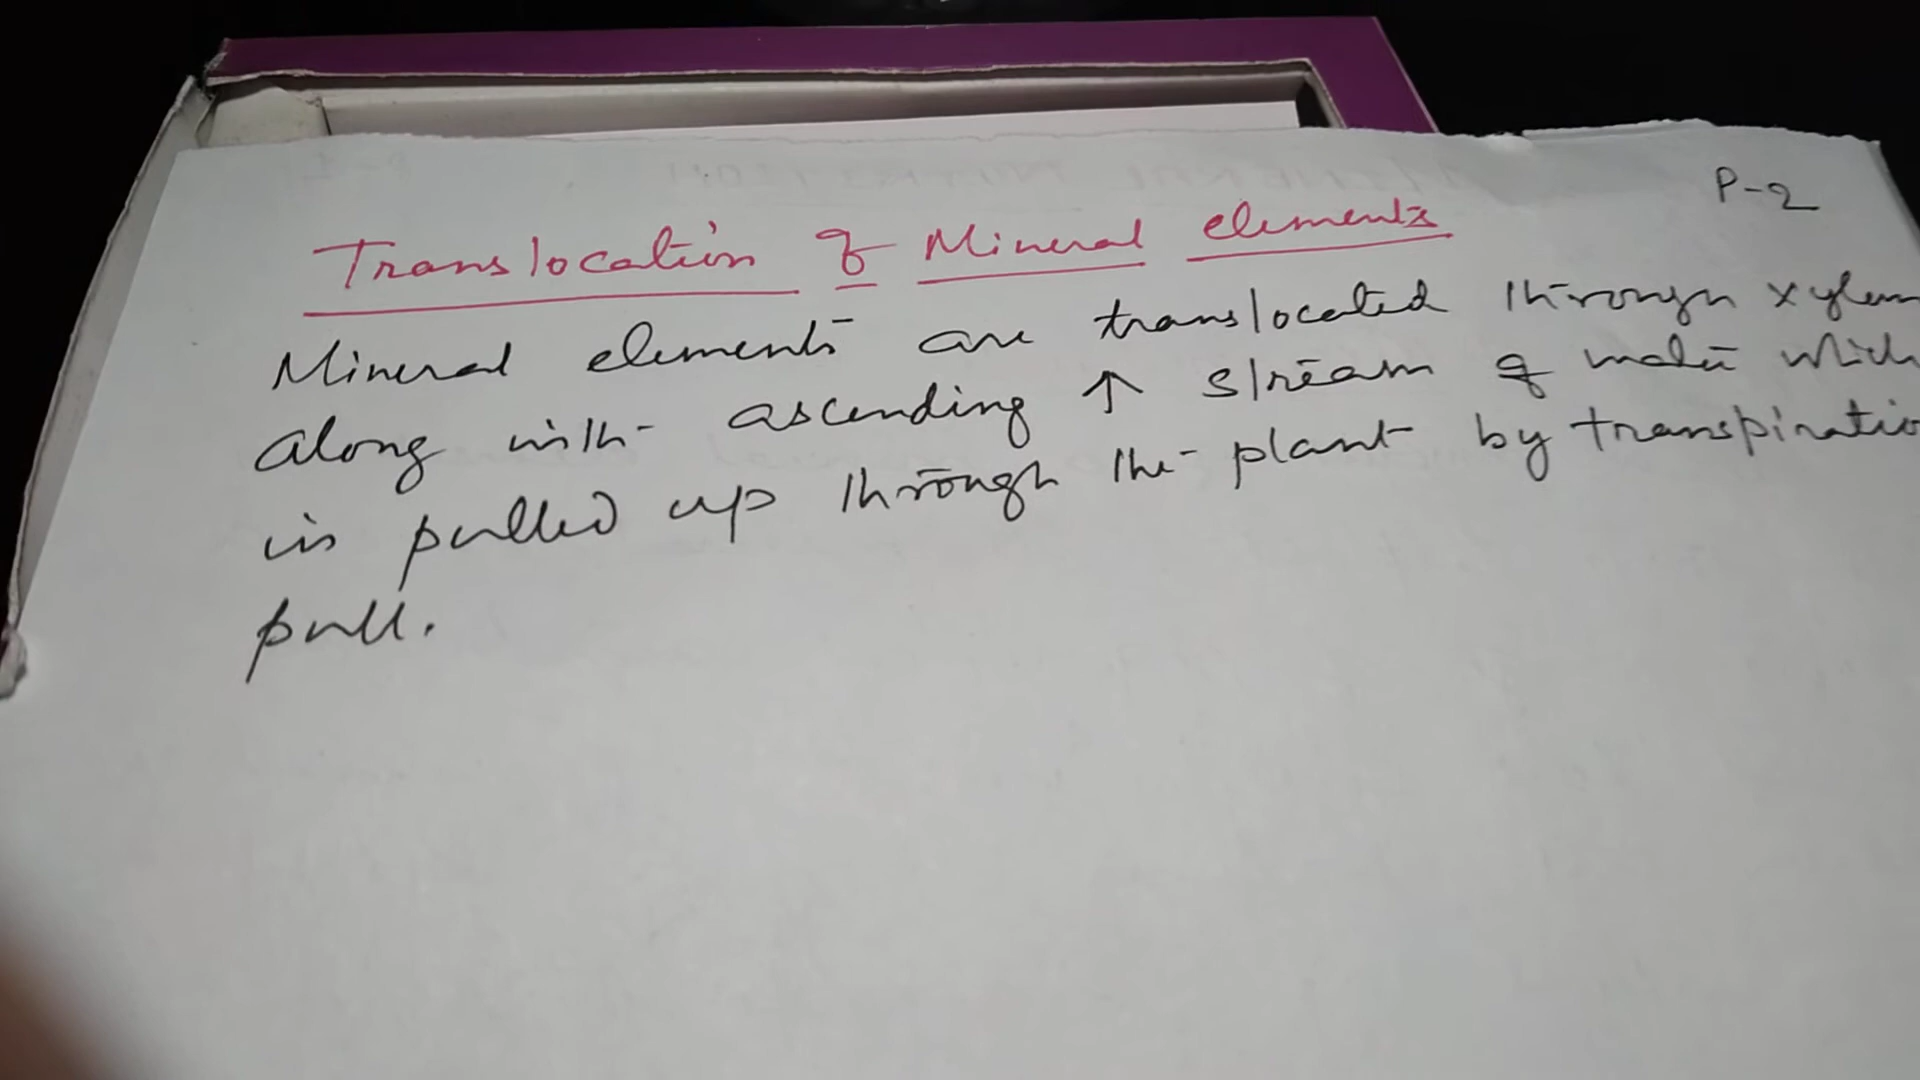 P-2
Translocation of Mineral elements
Mineral elements are translocated through xylem
along with ascending ↑ stream of water which
is pulled up through the plant by transpiratio
pull.